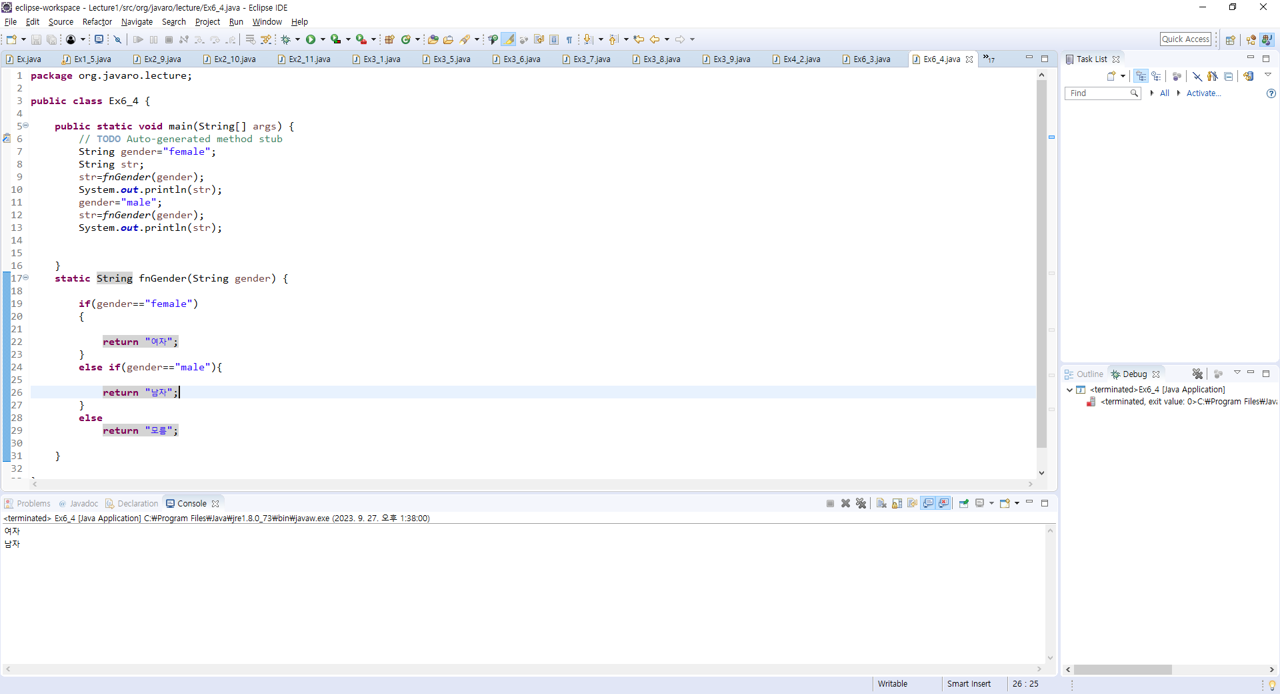 eclipse-workspace - Lecture1/src/org/javaro/lecture/Ex6_4.java - Eclipse IDE
File Edit Source Refactor Navigate Search Project Run Window Help
Quick Access
Ex.java Ex1_5.java Ex2_9.java Ex2_10.java Ex2_11.java Ex3_1.java Ex3_5.java Ex3_6.java Ex3_7.java Ex3_8.java Ex3_9.java Ex4_2.java Ex6_3.java Ex6_4.java »17
1 package org.javaro.lecture;
2
3 public class Ex6_4 {
4
5 public static void main(String[] args) {
6 // TODO Auto-generated method stub
7 String gender="female";
8 String str;
9 str=fnGender(gender);
10 System.out.println(str);
11 gender="male";
12 str=fnGender(gender);
13 System.out.println(str);
14
15
16 }
17 static String fnGender(String gender) {
18
19 if(gender=="female")
20 {
21
22 return "여자";
23 }
24 else if(gender=="male"){
25
26 return "남자";
27 }
28 else
29 return "모름";
30
31 }
32
Task List
Find All Activate...
Outline Debug
<terminated>Ex6_4 [Java Application]
<terminated, exit value: 0>C:₩Program Files₩Java
Problems Javadoc Declaration Console
<terminated> Ex6_4 [Java Application] C:₩Program Files₩Java₩jre1.8.0_73₩bin₩javaw.exe (2023. 9. 27. 오후 1:38:00)
여자
남자
Writable Smart Insert 26 : 25